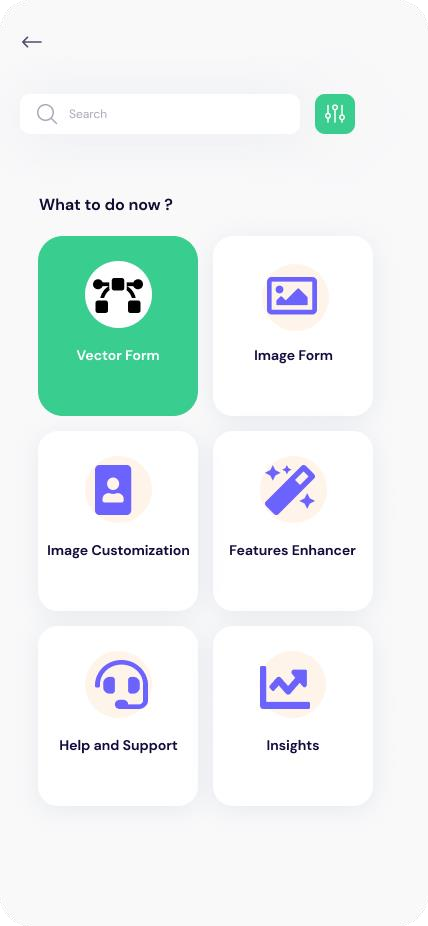 Search
What to do now ?
Vector Form
Image Form
Image Customization
Features Enhancer
Help and Support
Insights